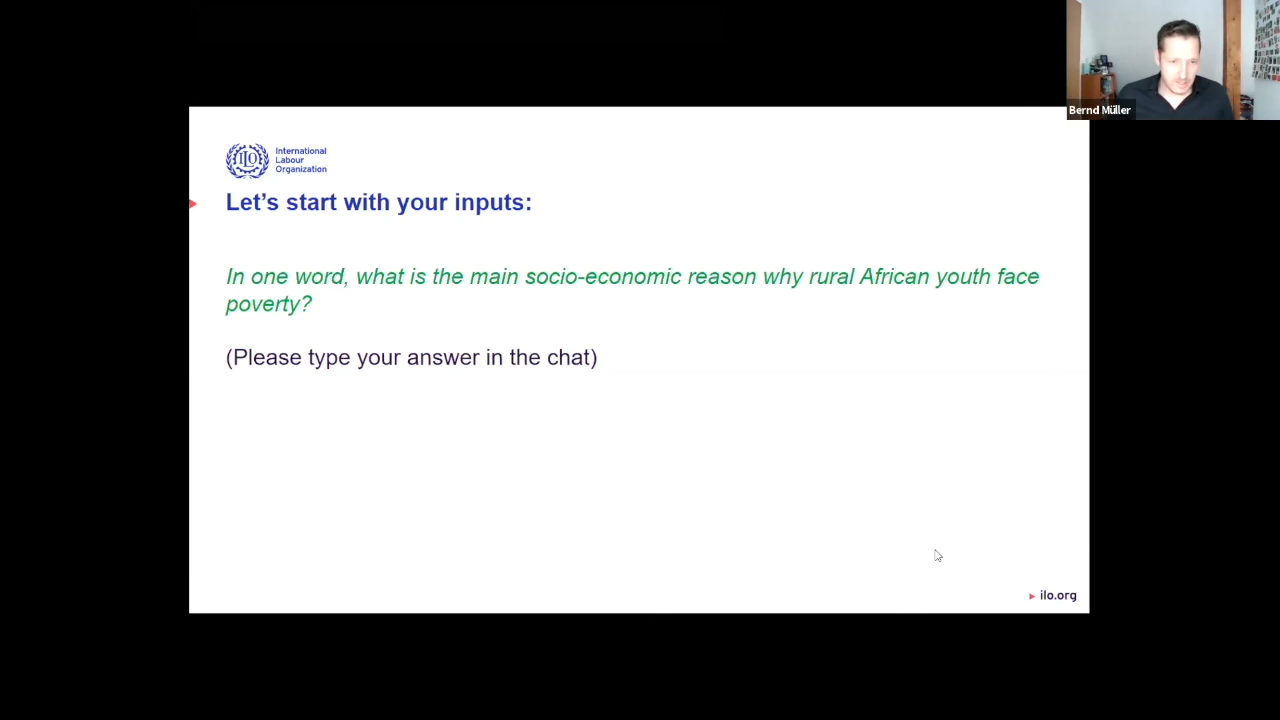 Bernd Müller
ILO
International
Labour
Organization
Let's start with your inputs:
In one word, what is the main socio-economic reason why rural African youth face
poverty?
(Please type your answer in the chat)
ilo.org